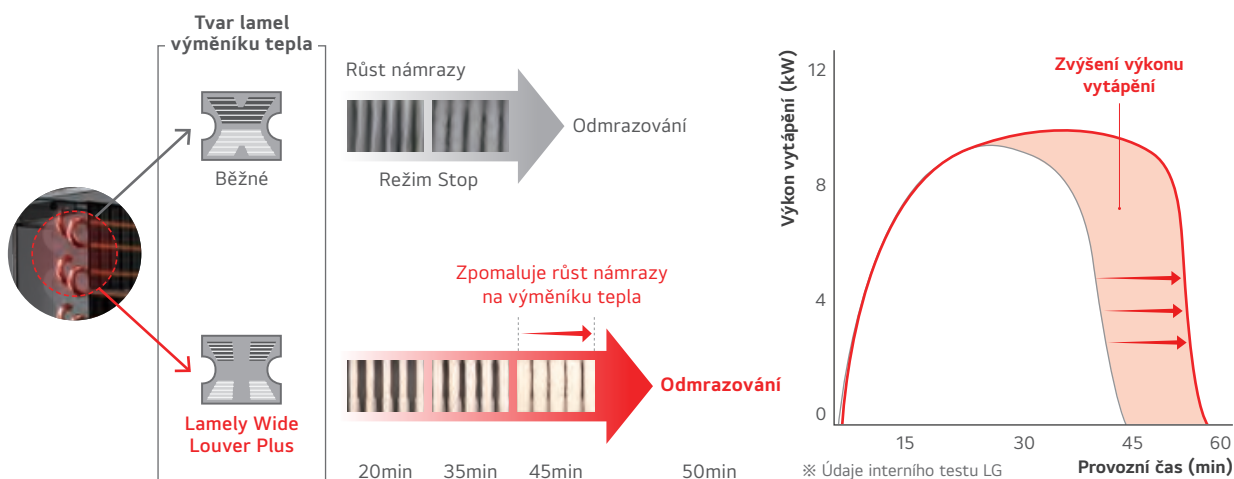 Tvar lamel
výměníku tepla
Běžné
Lamely Wide
Louver Plus
Růst námrazy
Odmrazování
Režim Stop
Zpomaluje růst námrazy
na výměníku tepla
Odmrazování
20min
35min
45min
50min
Výkon vytápění (kW)
12
8
4
0
Zvýšení výkonu
vytápění
15
30
45
60
※ Údaje interního testu LG
Provozní čas (min)